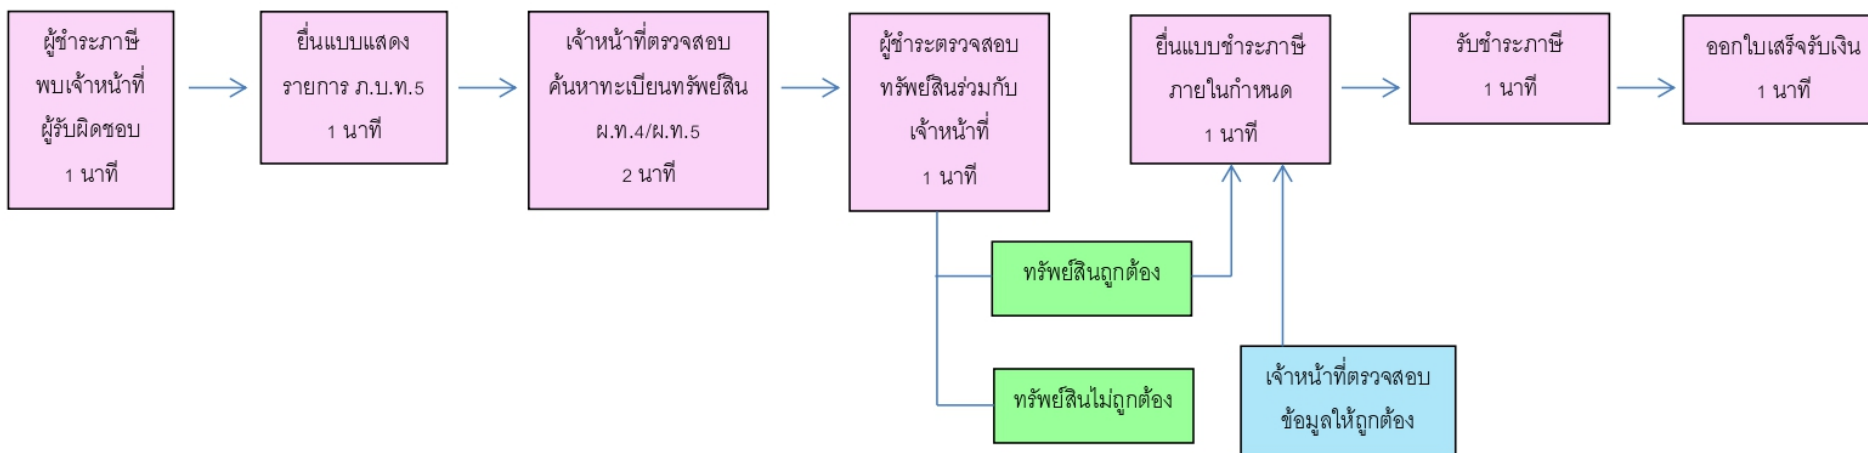 ผู้ชำระภาษี
พบเจ้าหน้าที่
ผู้รับผิดชอบ
1 นาที
ยื่นแบบแสดง
รายการ ภ.บ.ท.5
1 นาที
เจ้าหน้าที่ตรวจสอบ
ค้นหาทะเบียนทรัพย์สิน
ผ.ท.4/ผ.ท.5
2 นาที
ผู้ชำระตรวจสอบ
ทรัพย์สินร่วมกับ
เจ้าหน้าที่
1 นาที
ยื่นแบบชำระภาษี
ภายในกำหนด
1 นาที
รับชำระภาษี
1 นาที
ออกใบเสร็จรับเงิน
1 นาที
ทรัพย์สินถูกต้อง
ทรัพย์สินไม่ถูกต้อง
เจ้าหน้าที่ตรวจสอบ
ข้อมูลให้ถูกต้อง